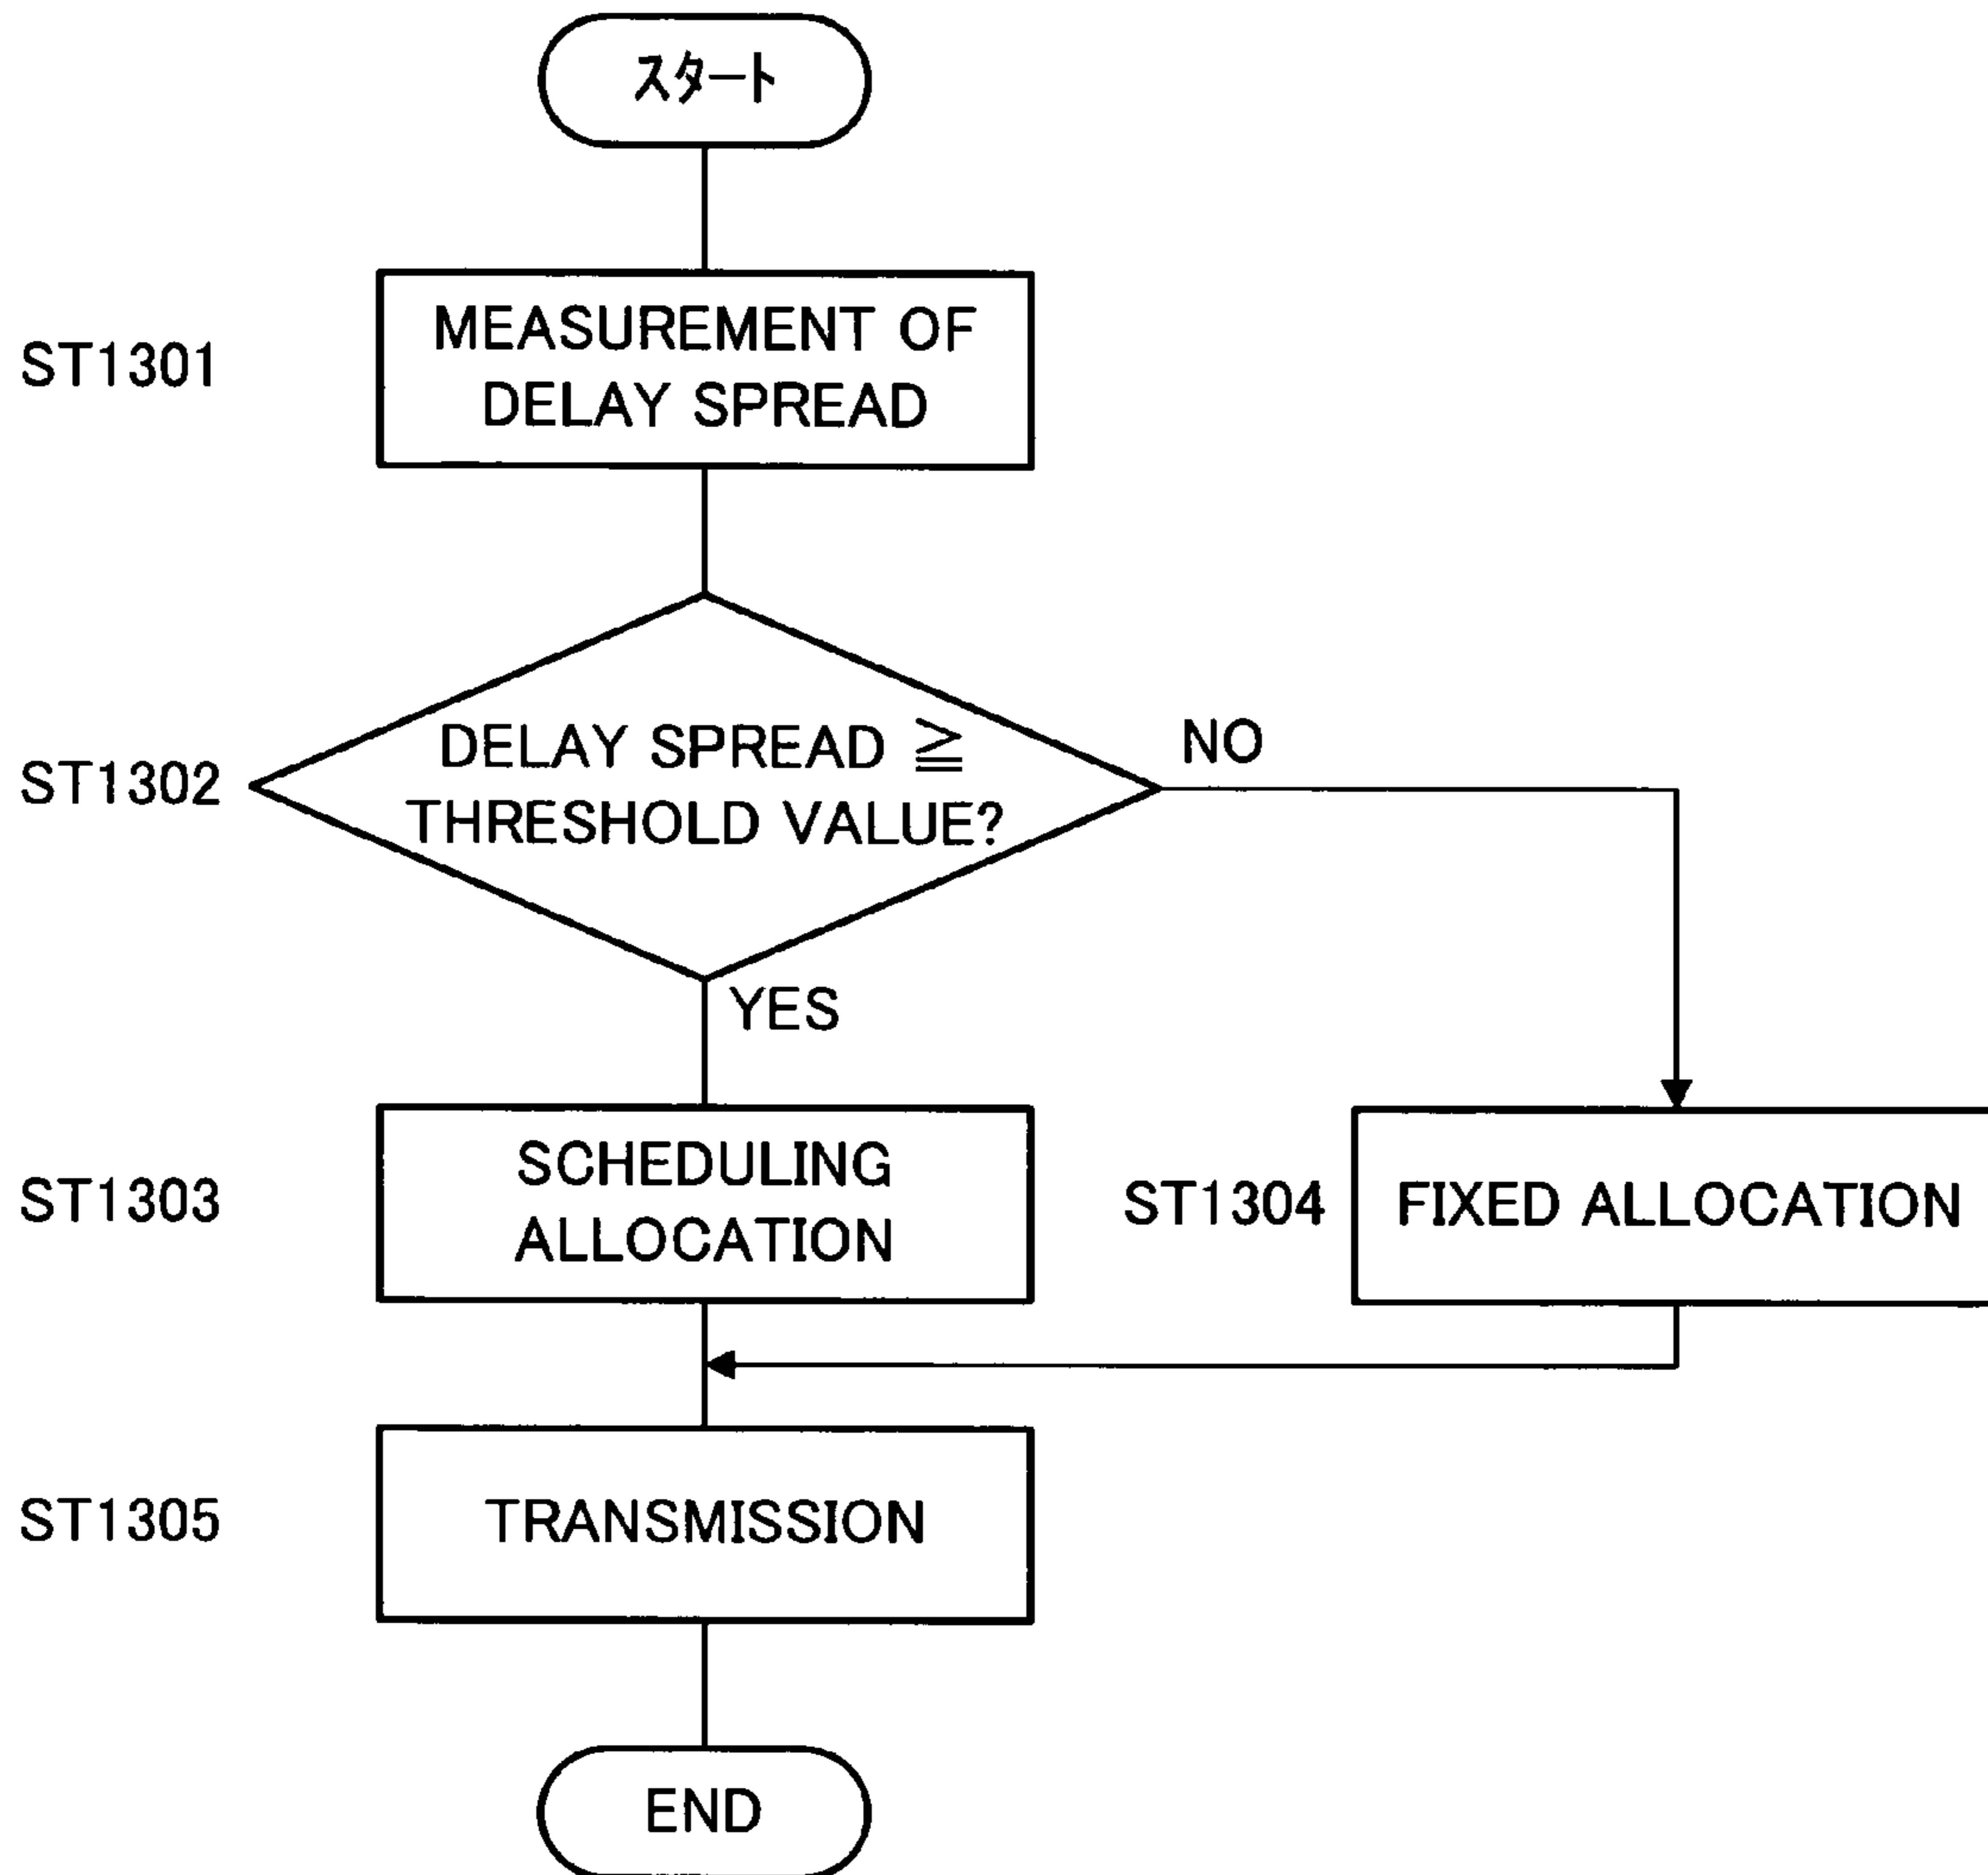 スタート
ST1301
MEASUREMENT OF
DELAY SPREAD
ST1302
DELAY SPREAD ≧
THRESHOLD VALUE?
NO
YES
ST1303
SCHEDULING
ALLOCATION
ST1304
FIXED ALLOCATION
ST1305
TRANSMISSION
END